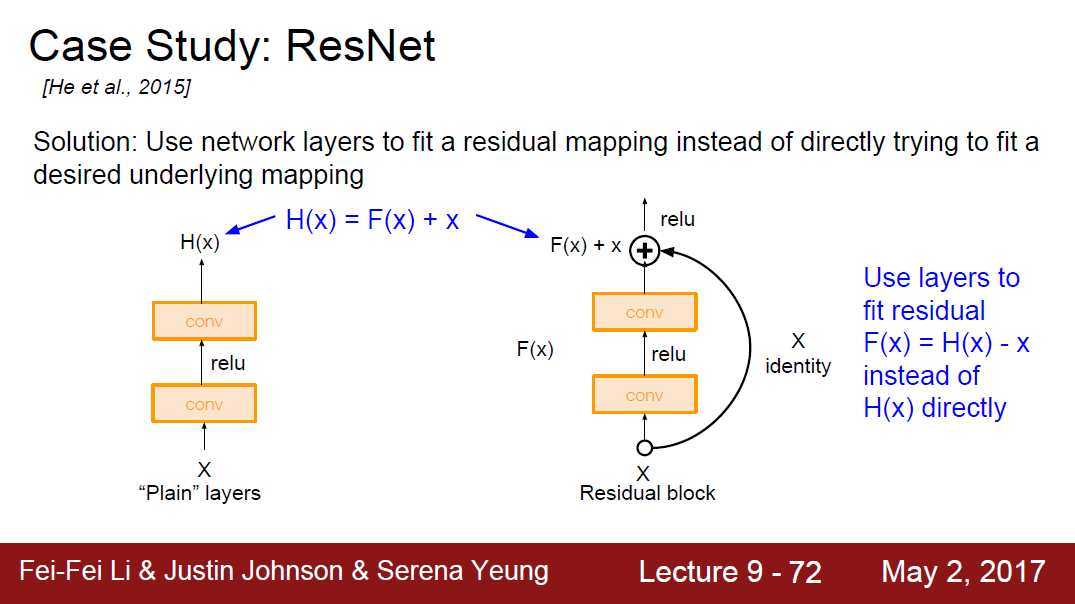 Case Study: ResNet
[He et al., 2015]
Solution: Use network layers to fit a residual mapping instead of directly trying to fit a
desired underlying mapping
H(x) = F(x) + x
H(x)
conv
relu
conv
X
“Plain” layers
relu
F(x) + x
conv
F(x)
relu
conv
X
identity
X
Residual block
Use layers to
fit residual
F(x) = H(x) - x
instead of
H(x) directly
Fei-Fei Li & Justin Johnson & Serena Yeung
Lecture 9 - 72
May 2, 2017